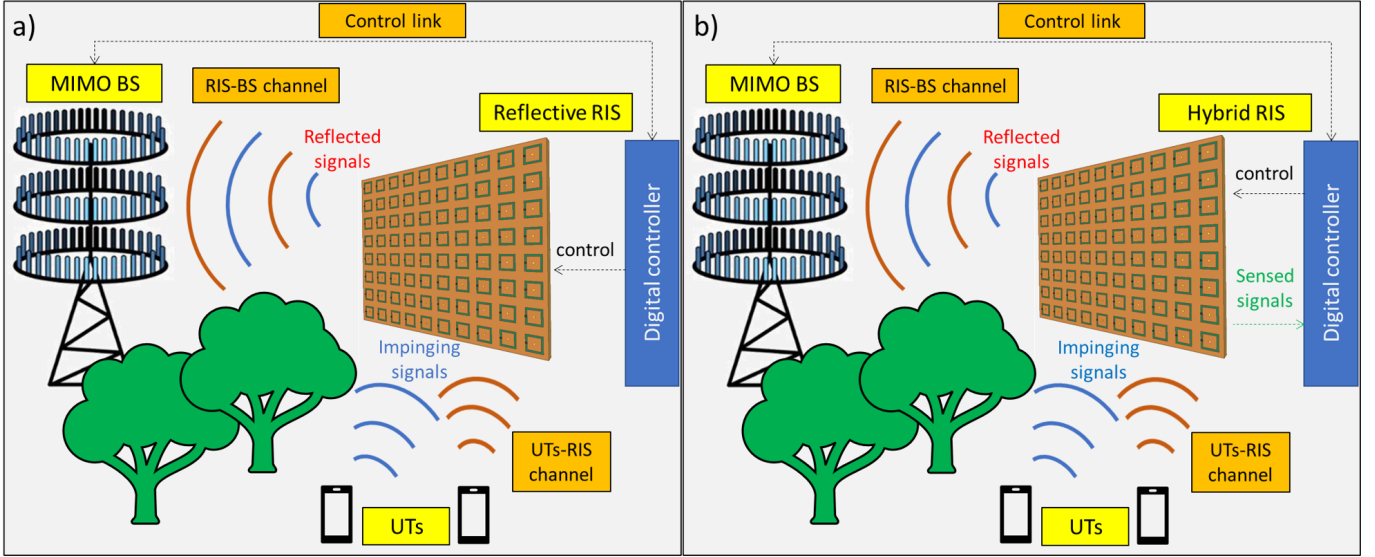 a)
Control link
MIMO BS
RIS-BS channel
Reflective RIS
Reflected
signals
control
Digital controller
Impinging
signals
UTs-RIS
channel
UTs
b)
Control link
MIMO BS
RIS-BS channel
Hybrid RIS
Reflected
signals
control
Digital controller
Sensed
signals
Impinging
signals
UTs-RIS
channel
UTs